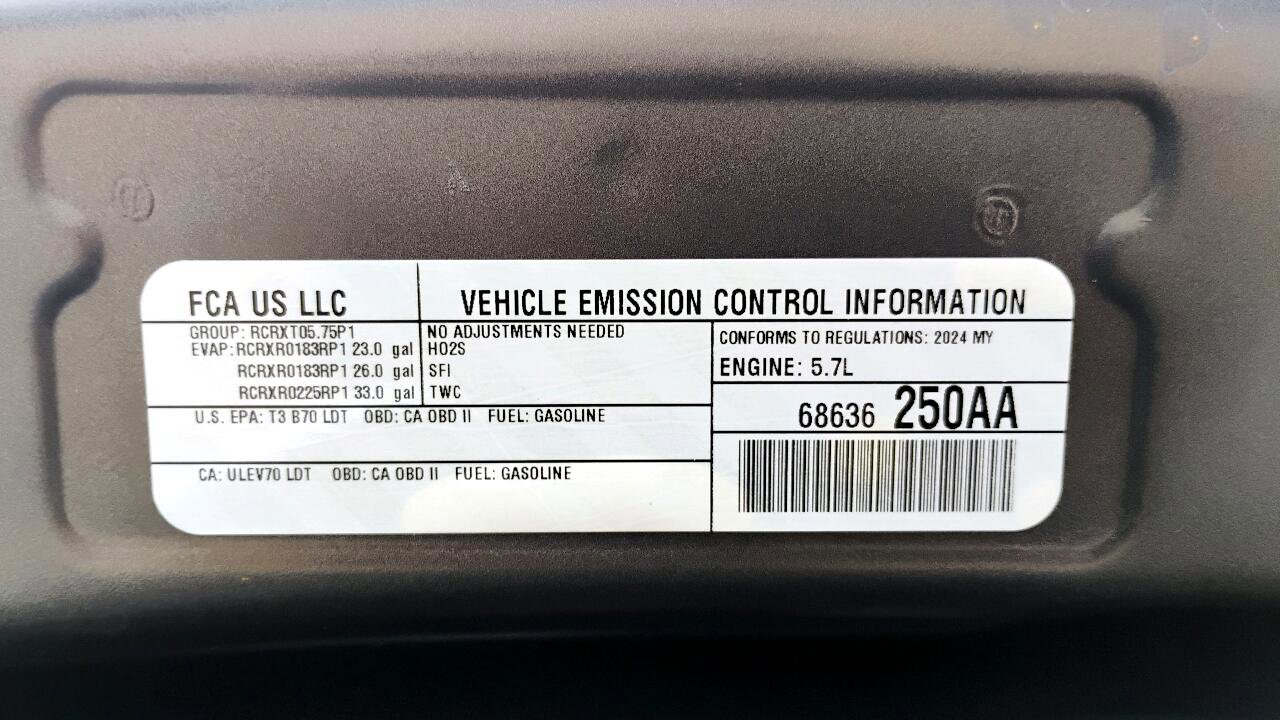 FCA US LLC
VEHICLE EMISSION CONTROL INFORMATION
GROUP: RCRXT05.75P1
EVAP: RCRXR0183RP1 23.0 gal
RCRXR0183RP1 26.0 gal
RCRXR0225RP1 33.0 gal
NO ADJUSTMENTS NEEDED
HO2S
SFI
TWC
CONFORMS TO REGULATIONS: 2024 MY
ENGINE: 5.7L
68636 250AA
U.S. EPA: T3 B70 LDT OBD: CA OBD II FUEL: GASOLINE
CA: ULEV70 LDT OBD: CA OBD II FUEL: GASOLINE